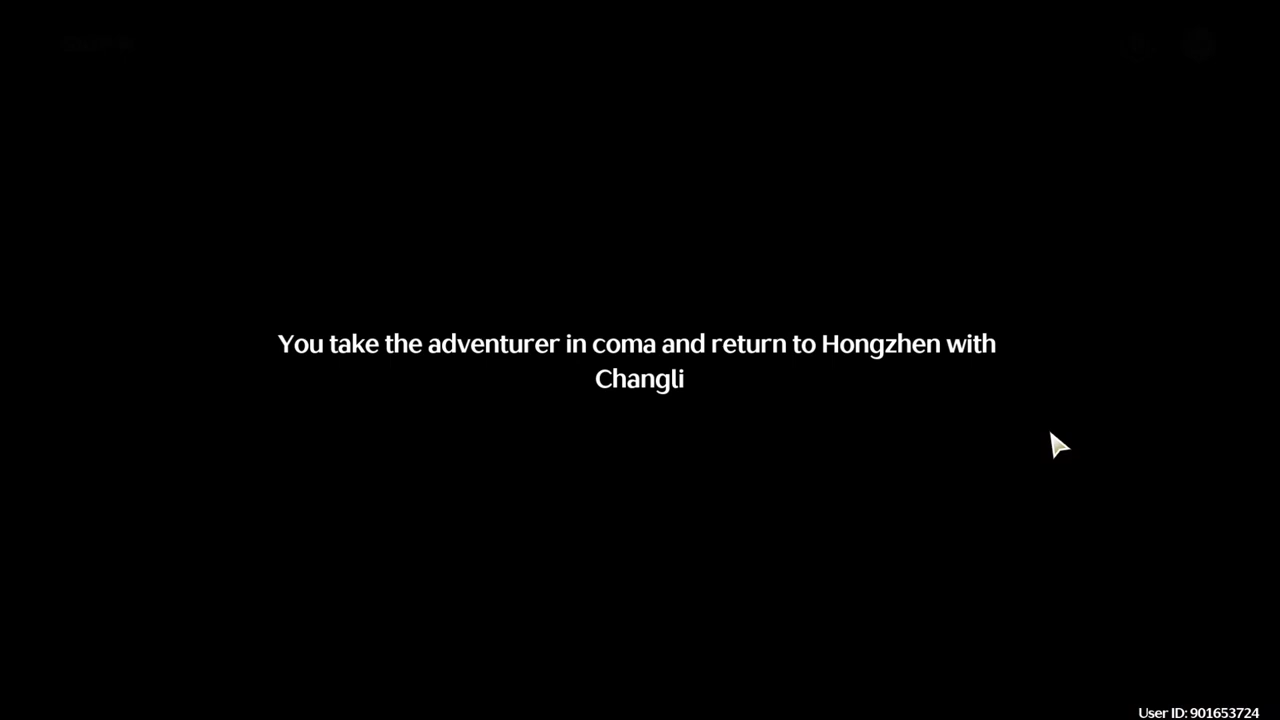 You take the adventurer in coma and return to Hongzhen with
Changli
User ID: 901653724